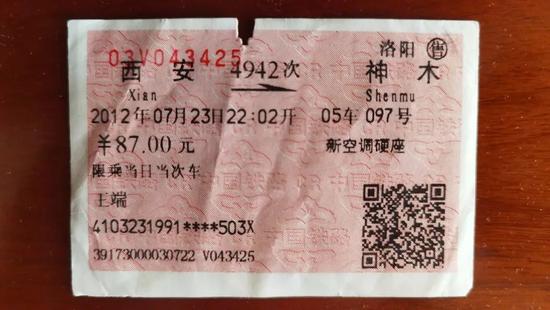 03V043425 洛阳 售
西安 4942次 神木
Xian Shenmu
2012年07月23日22:02开 05车 097号
￥87.00元 新空调硬座
限乘当日当次车
王端
4103231991****503X
39173000030722 V043425